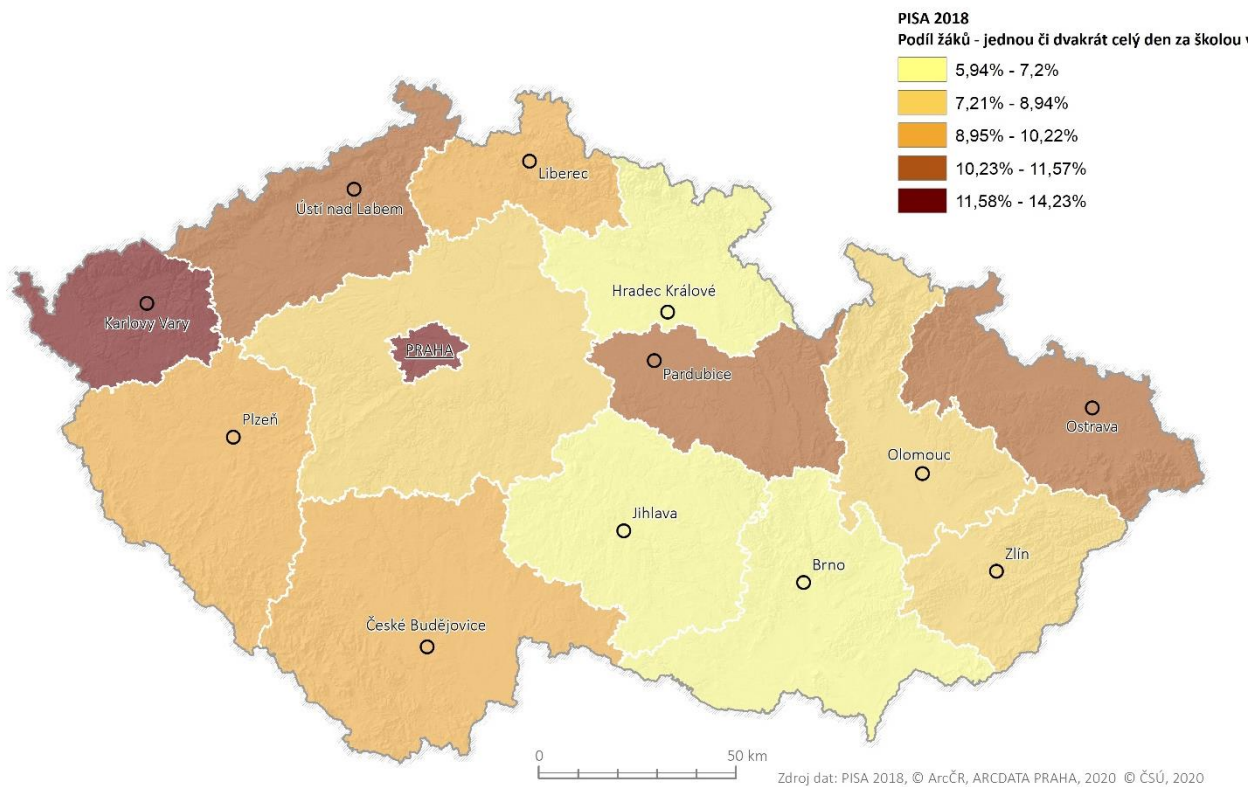 PISA 2018
Podíl žáků - jednou či dvakrát celý den za školou v
5,94% - 7,2%
7,21% - 8,94%
8,95% - 10,22%
10,23% - 11,57%
11,58% - 14,23%
Liberec
Ústí nad Labem
Hradec Králové
Karlovy Vary
PRAHA
Pardubice
Plzeň
Ostrava
Olomouc
Jihlava
Brno
Zlín
České Budějovice
0 50 km
Zdroj dat: PISA 2018, © ArcČR, ARCDATA PRAHA, 2020 © ČSÚ, 2020